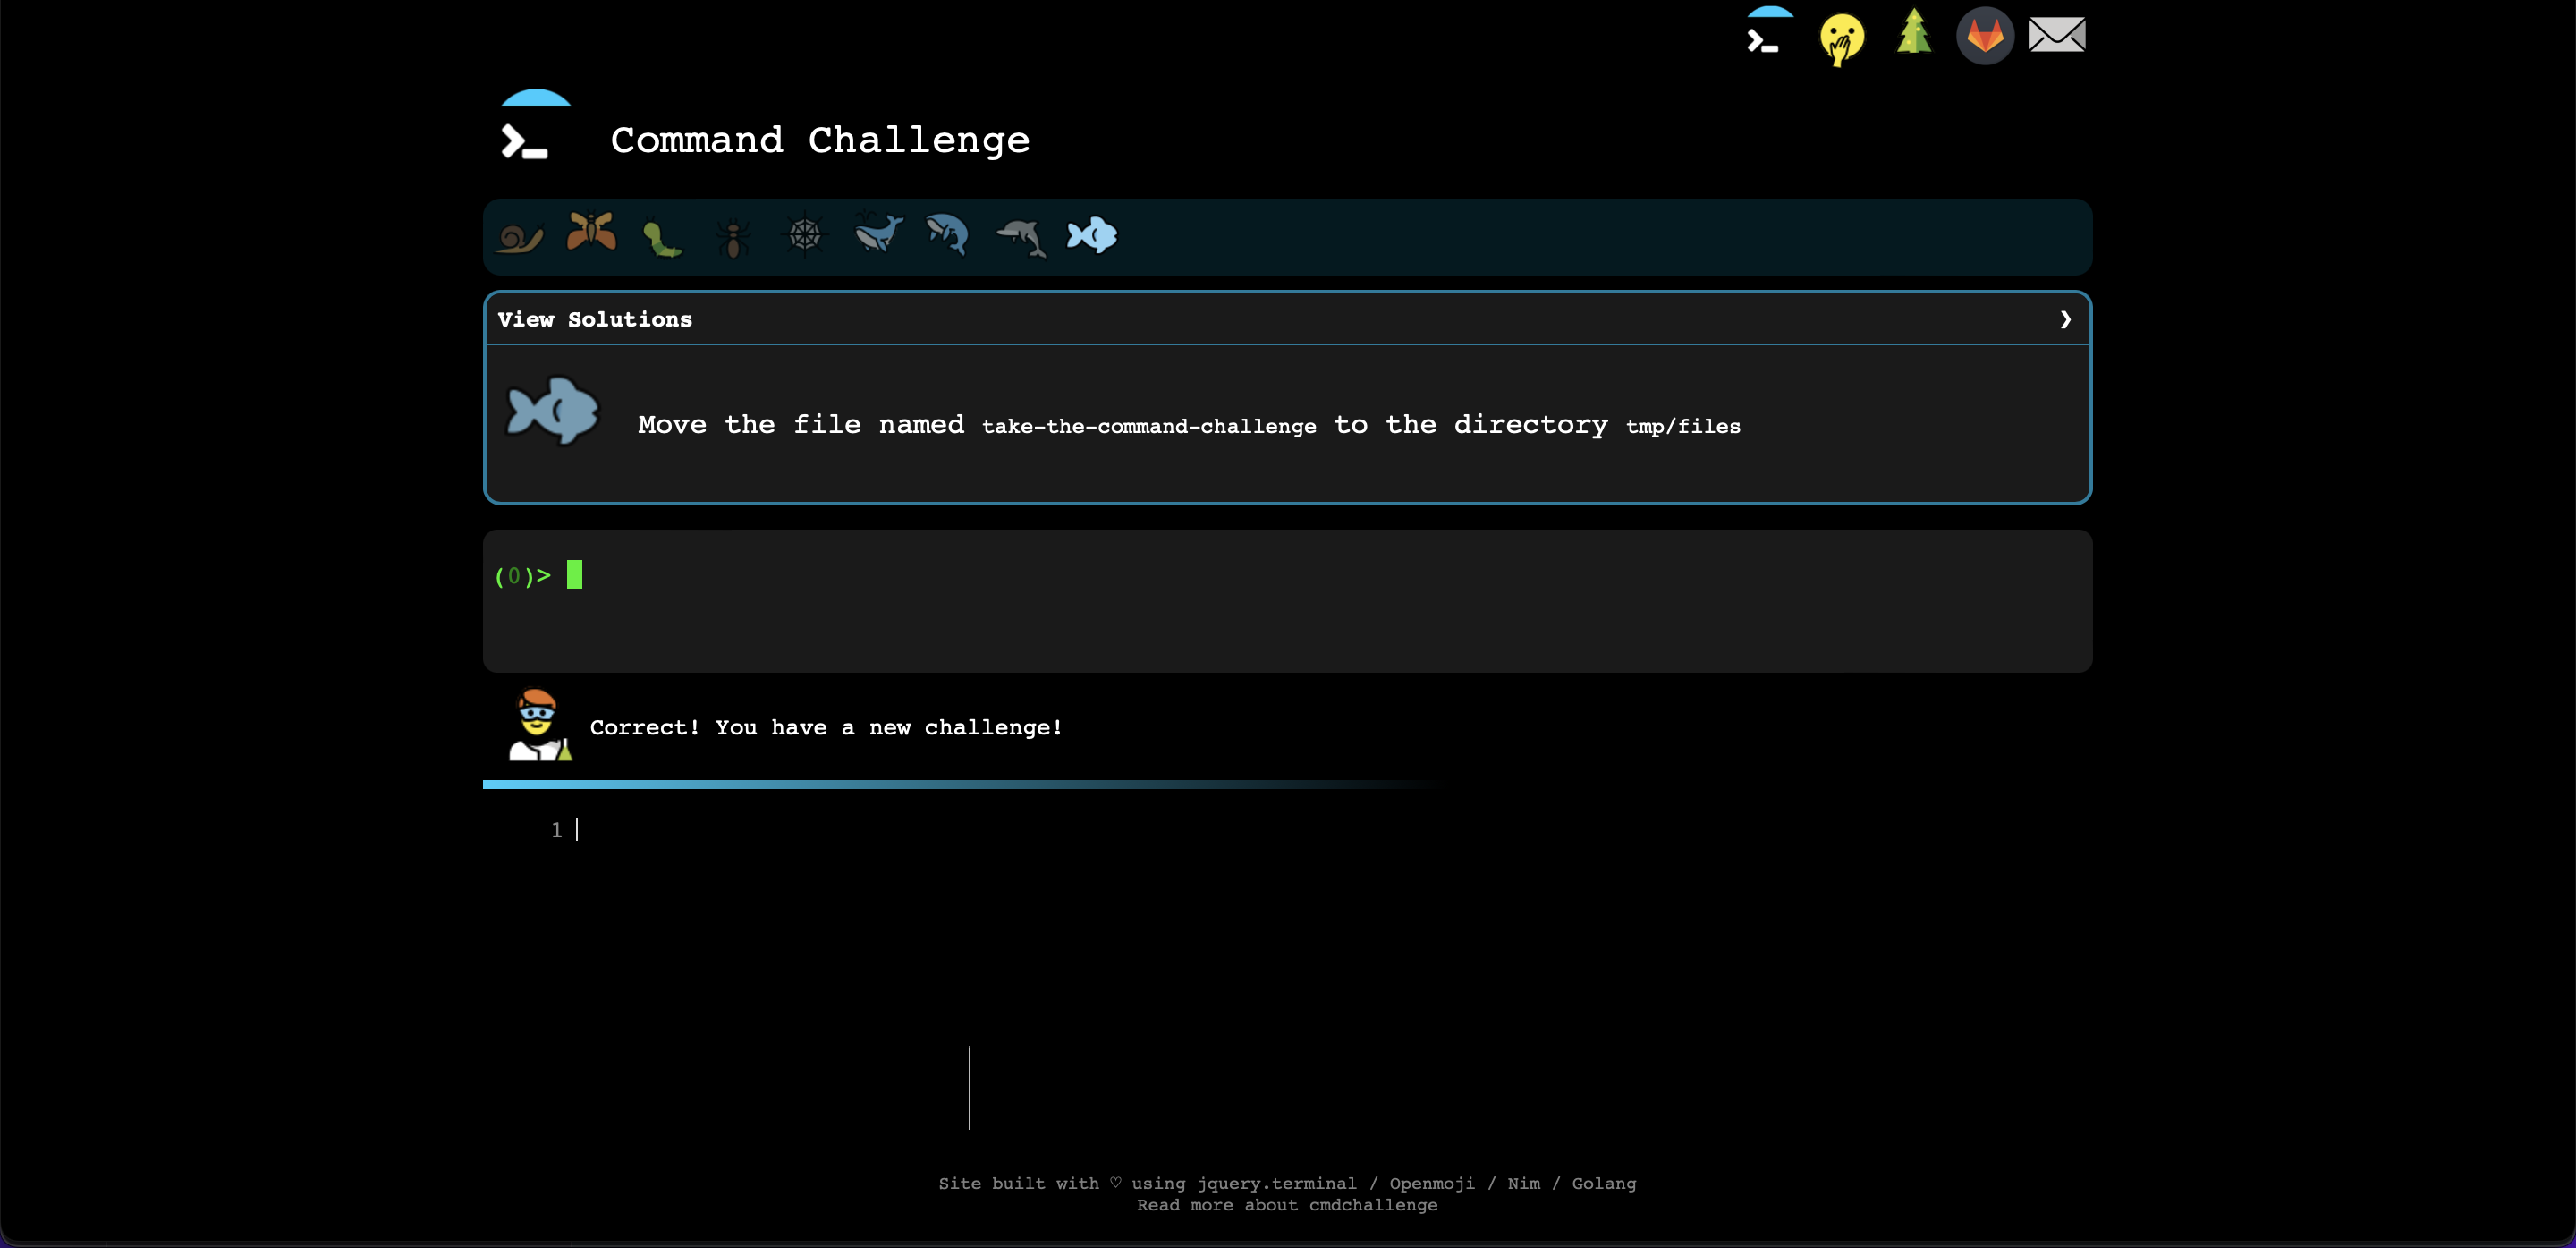 Command Challenge
View Solutions ❯
Move the file named take-the-command-challenge to the directory tmp/files
(0)>
Correct! You have a new challenge!
1
Site built with ♡ using jquery.terminal / Openmoji / Nim / Golang
Read more about cmdchallenge